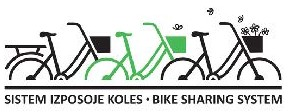 SISTEM IZPOSOJE KOLES • BIKE SHARING SYSTEM